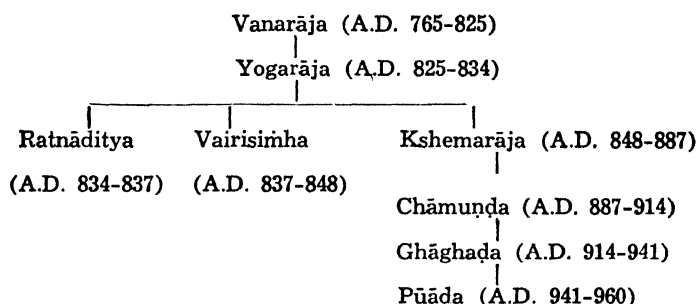 Vanarāja (A.D. 765-825)
Yogarāja (A.D. 825-834)
Ratnāditya Vairisiṁha Kshemarāja (A.D. 848-887)
(A.D. 834-837) (A.D. 837-848)
Chāmuṇḍa (A.D. 887-914)
Ghāghaḍa (A.D. 914-941)
Pūāda (A.D. 941-960)